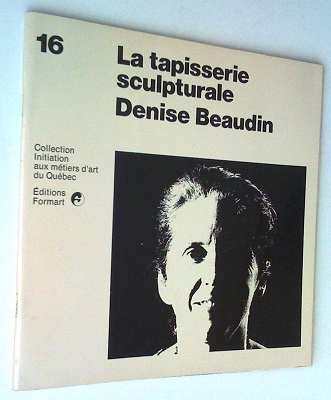 16
La tapisserie
sculpturale
Denise Beaudin
Collection
Initiation
aux métiers d'art
du Québec
Éditions
Formart